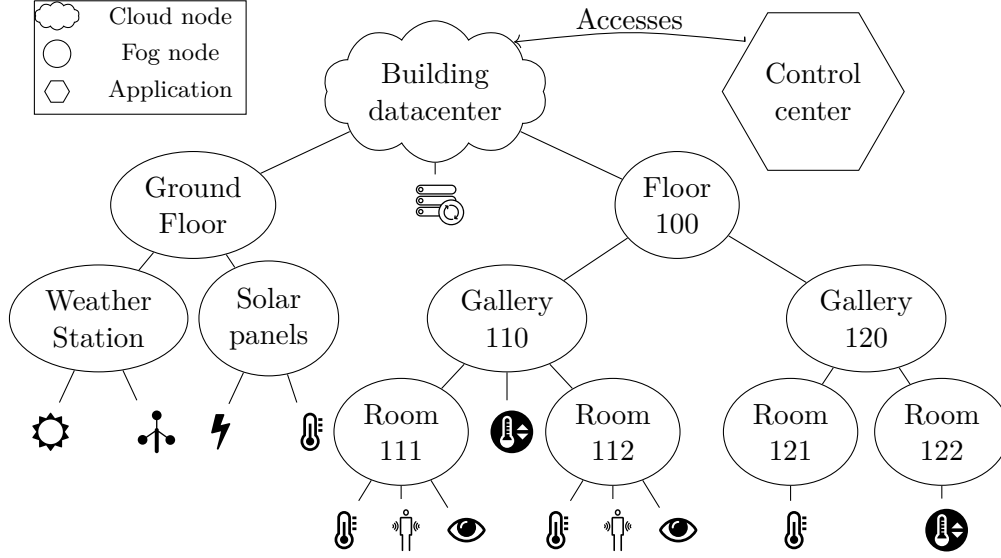 Cloud node
Fog node
Application
Accesses
Building
datacenter
Control
center
Ground
Floor
Floor
100
Weather
Station
Solar
panels
Gallery
110
Gallery
120
Room
111
Room
112
Room
121
Room
122